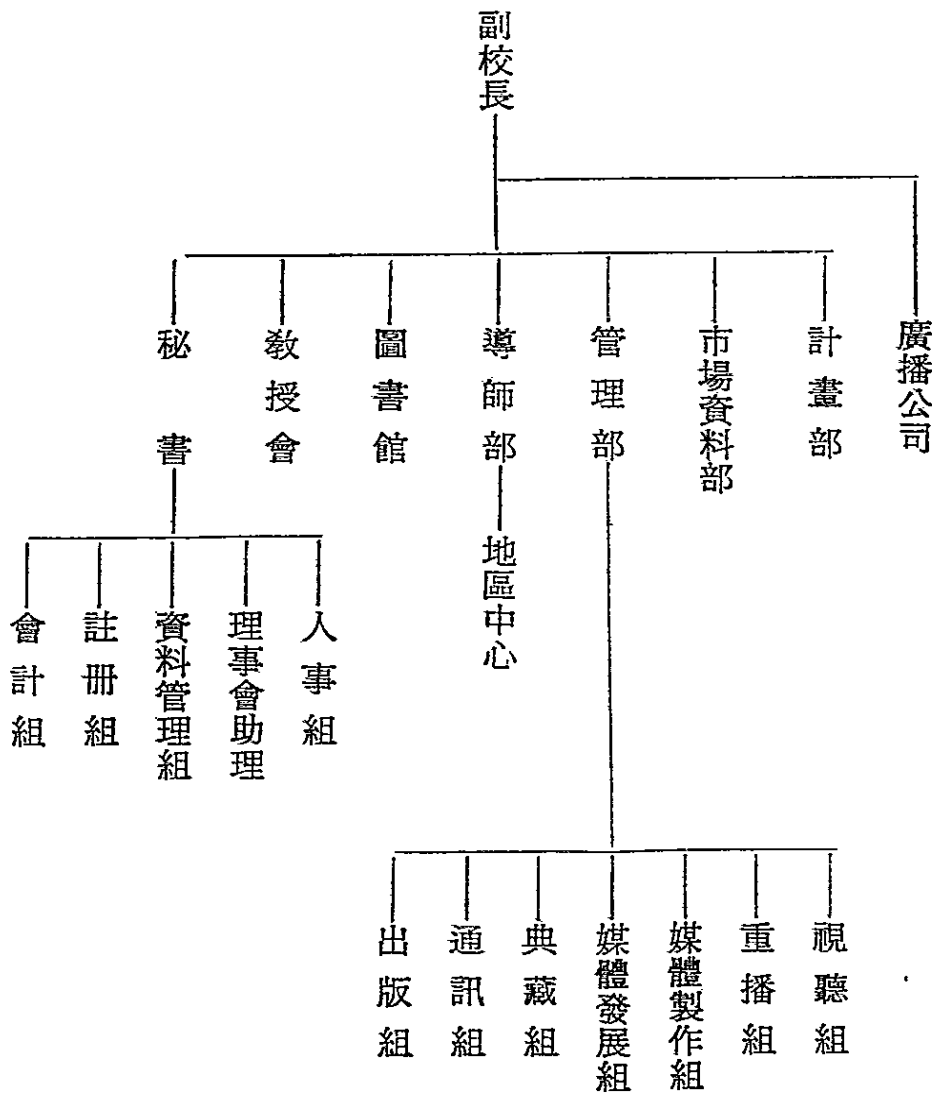 副校長
廣播公司
計畫部
市場資料部
管理部
導師部
圖書館
教授會
秘書
地區中心
人事組
理事會助理
資料管理組
註冊組
會計組
視聽組
重播組
媒體製作組
媒體發展組
典藏組
通訊組
出版組